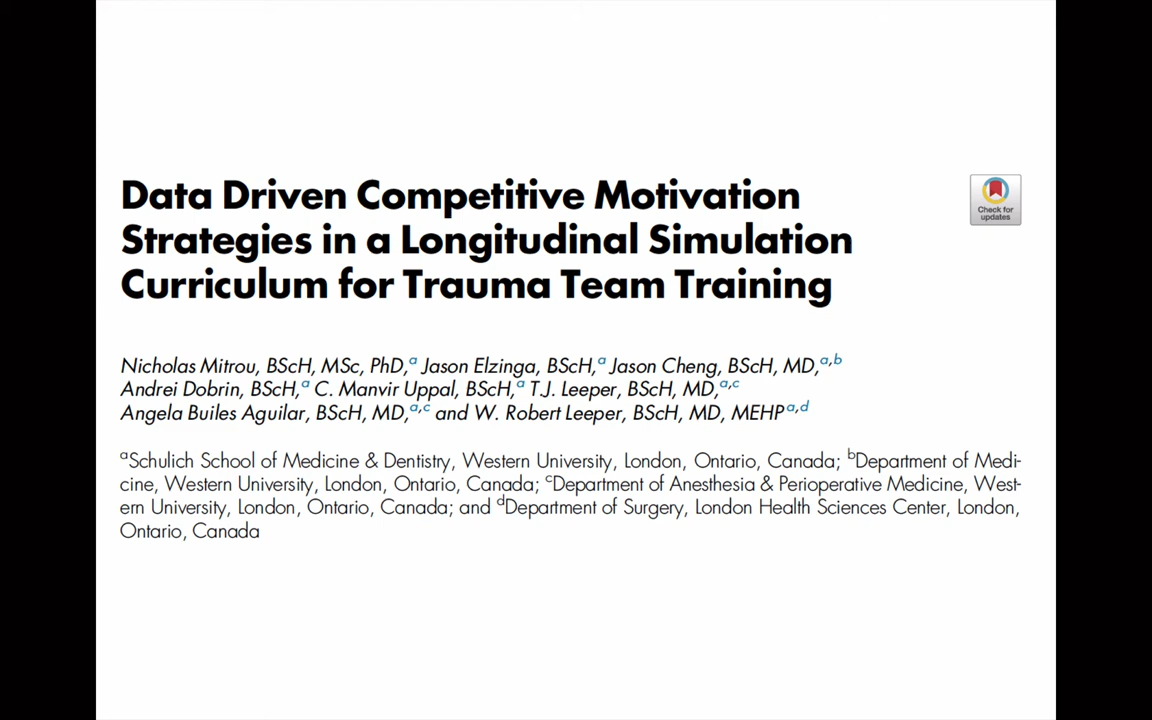 Data Driven Competitive Motivation
Strategies in a Longitudinal Simulation
Curriculum for Trauma Team Training
Check for
updates
Nicholas Mitrou, BScH, MSc, PhD,a Jason Elzinga, BScH,a Jason Cheng, BScH, MD,a,b
Andrei Dobrin, BScH,a C. Manvir Uppal, BScH,a T.J. Leeper, BScH, MD,a,c
Angela Builes Aguilar, BScH, MD,a,c and W. Robert Leeper, BScH, MD, MEHPa,d
aSchulich School of Medicine & Dentistry, Western University, London, Ontario, Canada; bDepartment of Medi-
cine, Western University, London, Ontario, Canada; cDepartment of Anesthesia & Perioperative Medicine, West-
ern University, London, Ontario, Canada; and dDepartment of Surgery, London Health Sciences Center, London,
Ontario, Canada